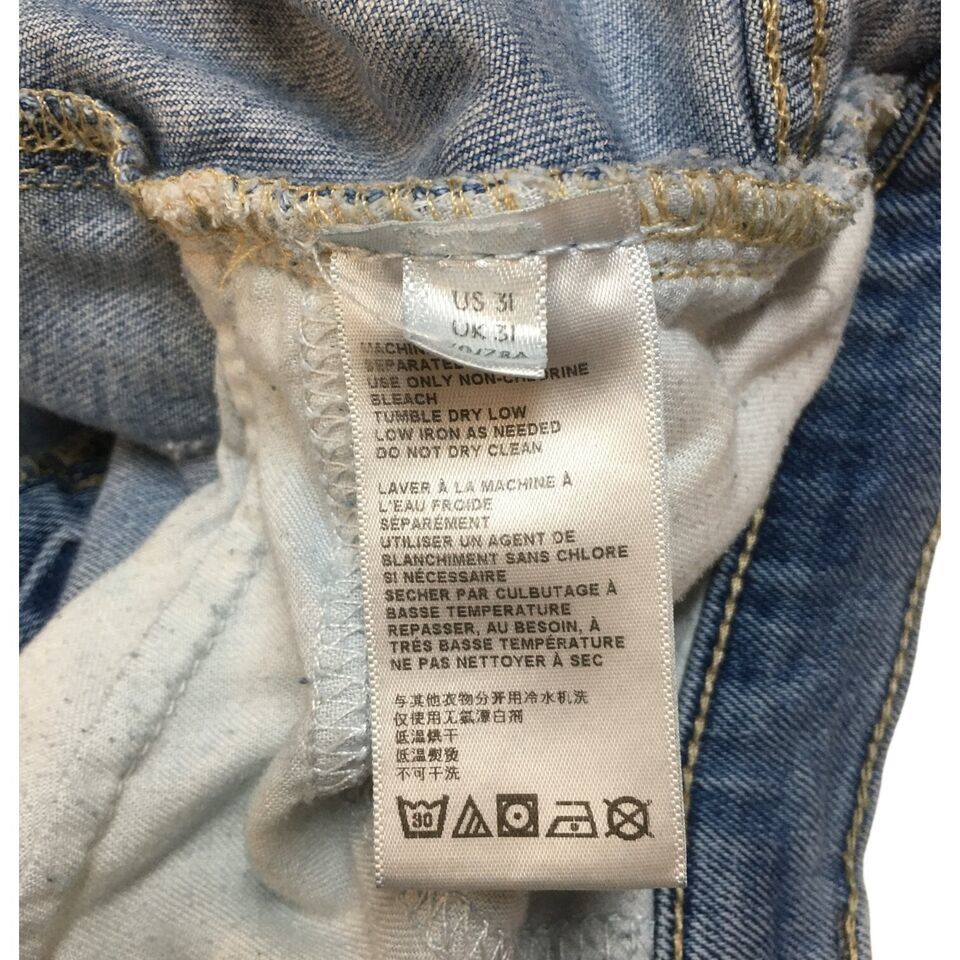 US 31
UK 31
SEPARATE
USE ONLY NON-CHLORINE
BLEACH
TUMBLE DRY LOW
LOW IRON AS NEEDED
DO NOT DRY CLEAN
LAVER À LA MACHINE À
L'EAU FROIDE
SÉPARÉMENT
UTILISER UN AGENT DE
BLANCHIMENT SANS CHLORE
SI NÉCESSAIRE
SECHER PAR CULBUTAGE À
BASSE TEMPERATURE
REPASSER, AU BESOIN, À
TRÉS BASSE TEMPÉRATURE
NE PAS NETTOYER À SEC
与其他衣物分开用冷水机洗
仅使用无氯漂白剂
低温烘干
低温熨烫
不可干洗
30